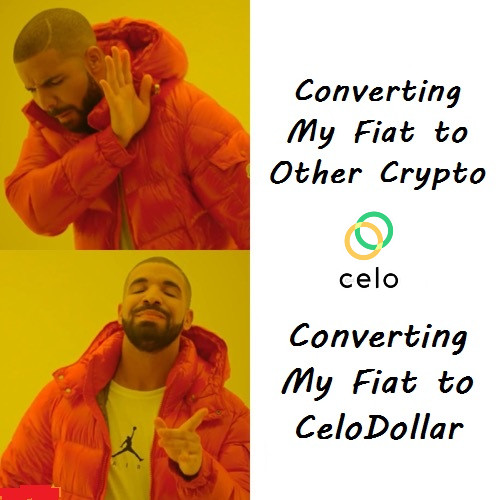 Converting
My Fiat to
Other Crypto
celo
Converting
My Fiat to
CeloDollar